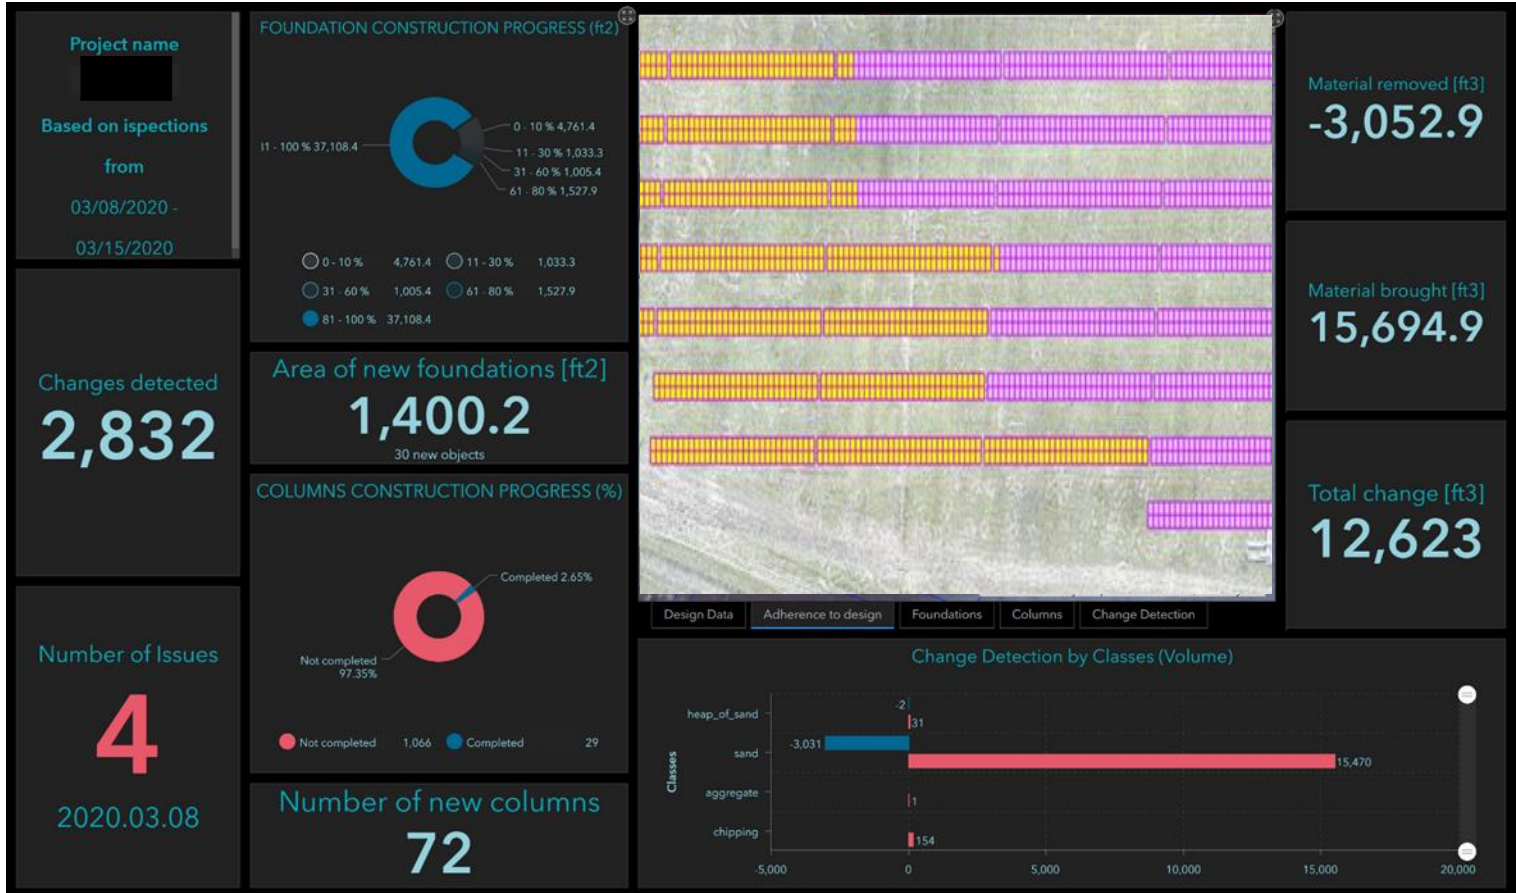 Project name
Based on ispections
from
03/08/2020 -
03/15/2020
Changes detected
2,832
Number of Issues
4
2020.03.08
FOUNDATION CONSTRUCTION PROGRESS (ft2)
0 - 10 % 4,761.4
11 - 30 % 1,033.3
31 - 60 % 1,005.4
61 - 80 % 1,527.9
31 - 100 % 37,108.4
0 - 10 % 4,761.4 11 - 30 % 1,033.3
31 - 60 % 1,005.4 61 - 80 % 1,527.9
81 - 100 % 37,108.4
Area of new foundations [ft2]
1,400.2
30 new objects
COLUMNS CONSTRUCTION PROGRESS (%)
Completed 2.65%
Not completed
97.35%
Not completed 1,066 Completed 29
Number of new columns
72
Design Data Adherence to design Foundations Columns Change Detection
Change Detection by Classes (Volume)
Classes
heap_of_sand
-2
31
sand
-3,031
15,470
aggregate
1
chipping
154
-5,000 0 5,000 10,000 15,000 20,000
Material removed [ft3]
-3,052.9
Material brought [ft3]
15,694.9
Total change [ft3]
12,623